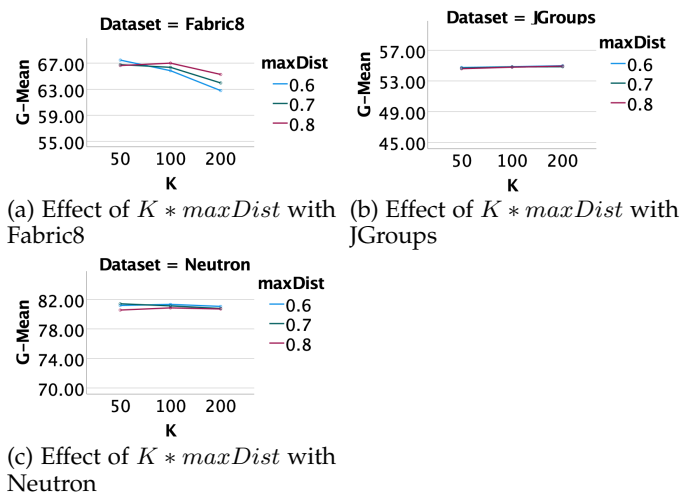 Dataset = Fabric8
G-Mean
67.00
63.00
59.00
55.00
50 100 200
K
maxDist
0.6
0.7
0.8
(a) Effect of K ∗ maxDist with
Fabric8
Dataset = JGroups
G-Mean
57.00
53.00
49.00
45.00
50 100 200
K
maxDist
0.6
0.7
0.8
(b) Effect of K ∗ maxDist with
JGroups
Dataset = Neutron
G-Mean
82.00
78.00
74.00
70.00
50 100 200
K
maxDist
0.6
0.7
0.8
(c) Effect of K ∗ maxDist with
Neutron